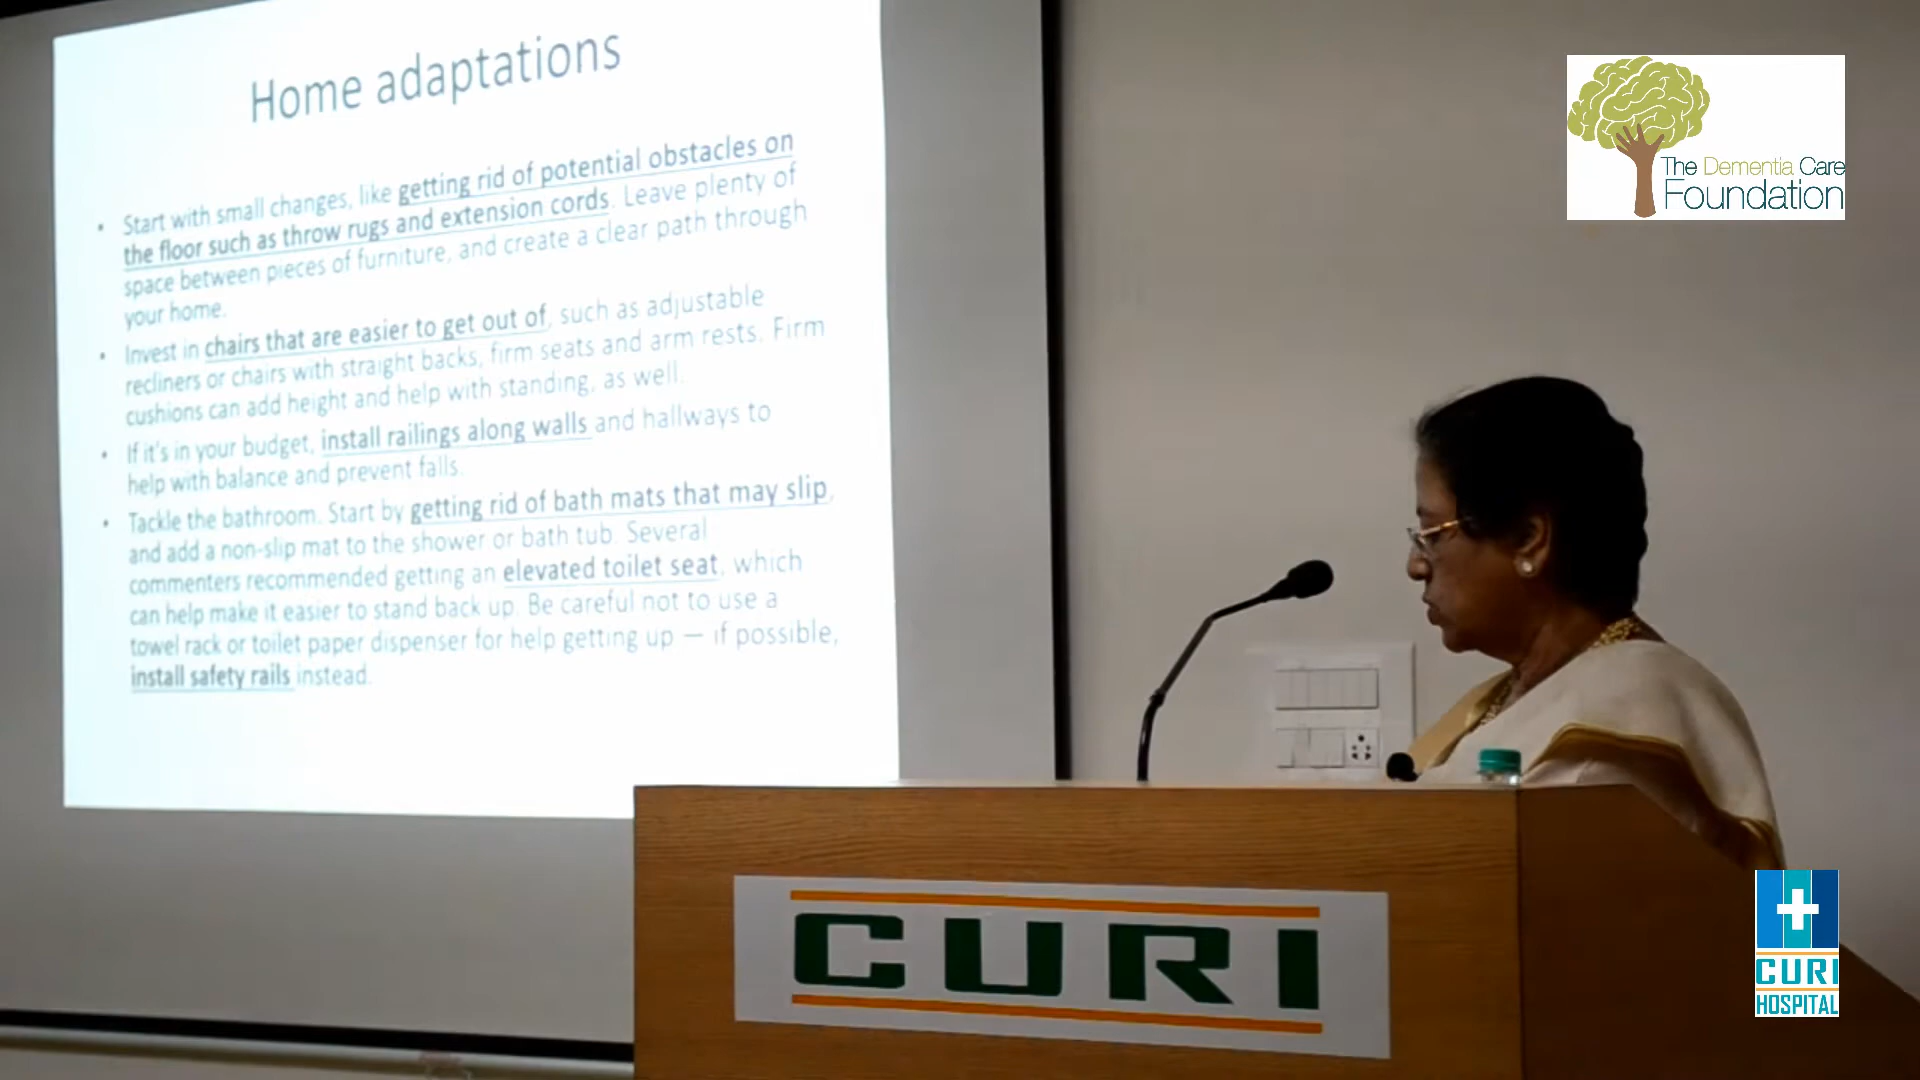 Home adaptations
• Start with small changes, like getting rid of potential obstacles on
the floor such as throw rugs and extension cords. Leave plenty of
space between pieces of furniture, and create a clear path through
your home.
• Invest in chairs that are easier to get out of, such as adjustable
recliners or chairs with straight backs, firm seats and arm rests. Firm
cushions can add height and help with standing, as well.
• If it's in your budget, install railings along walls and hallways to
help with balance and prevent falls.
• Tackle the bathroom. Start by getting rid of bath mats that may slip,
and add a non-slip mat to the shower or bath tub. Several
commenters recommended getting an elevated toilet seat, which
can help make it easier to stand back up. Be careful not to use a
towel rack or toilet paper dispenser for help getting up — if possible,
install safety rails instead.
The Dementia Care
Foundation
CURI
CURI
HOSPITAL